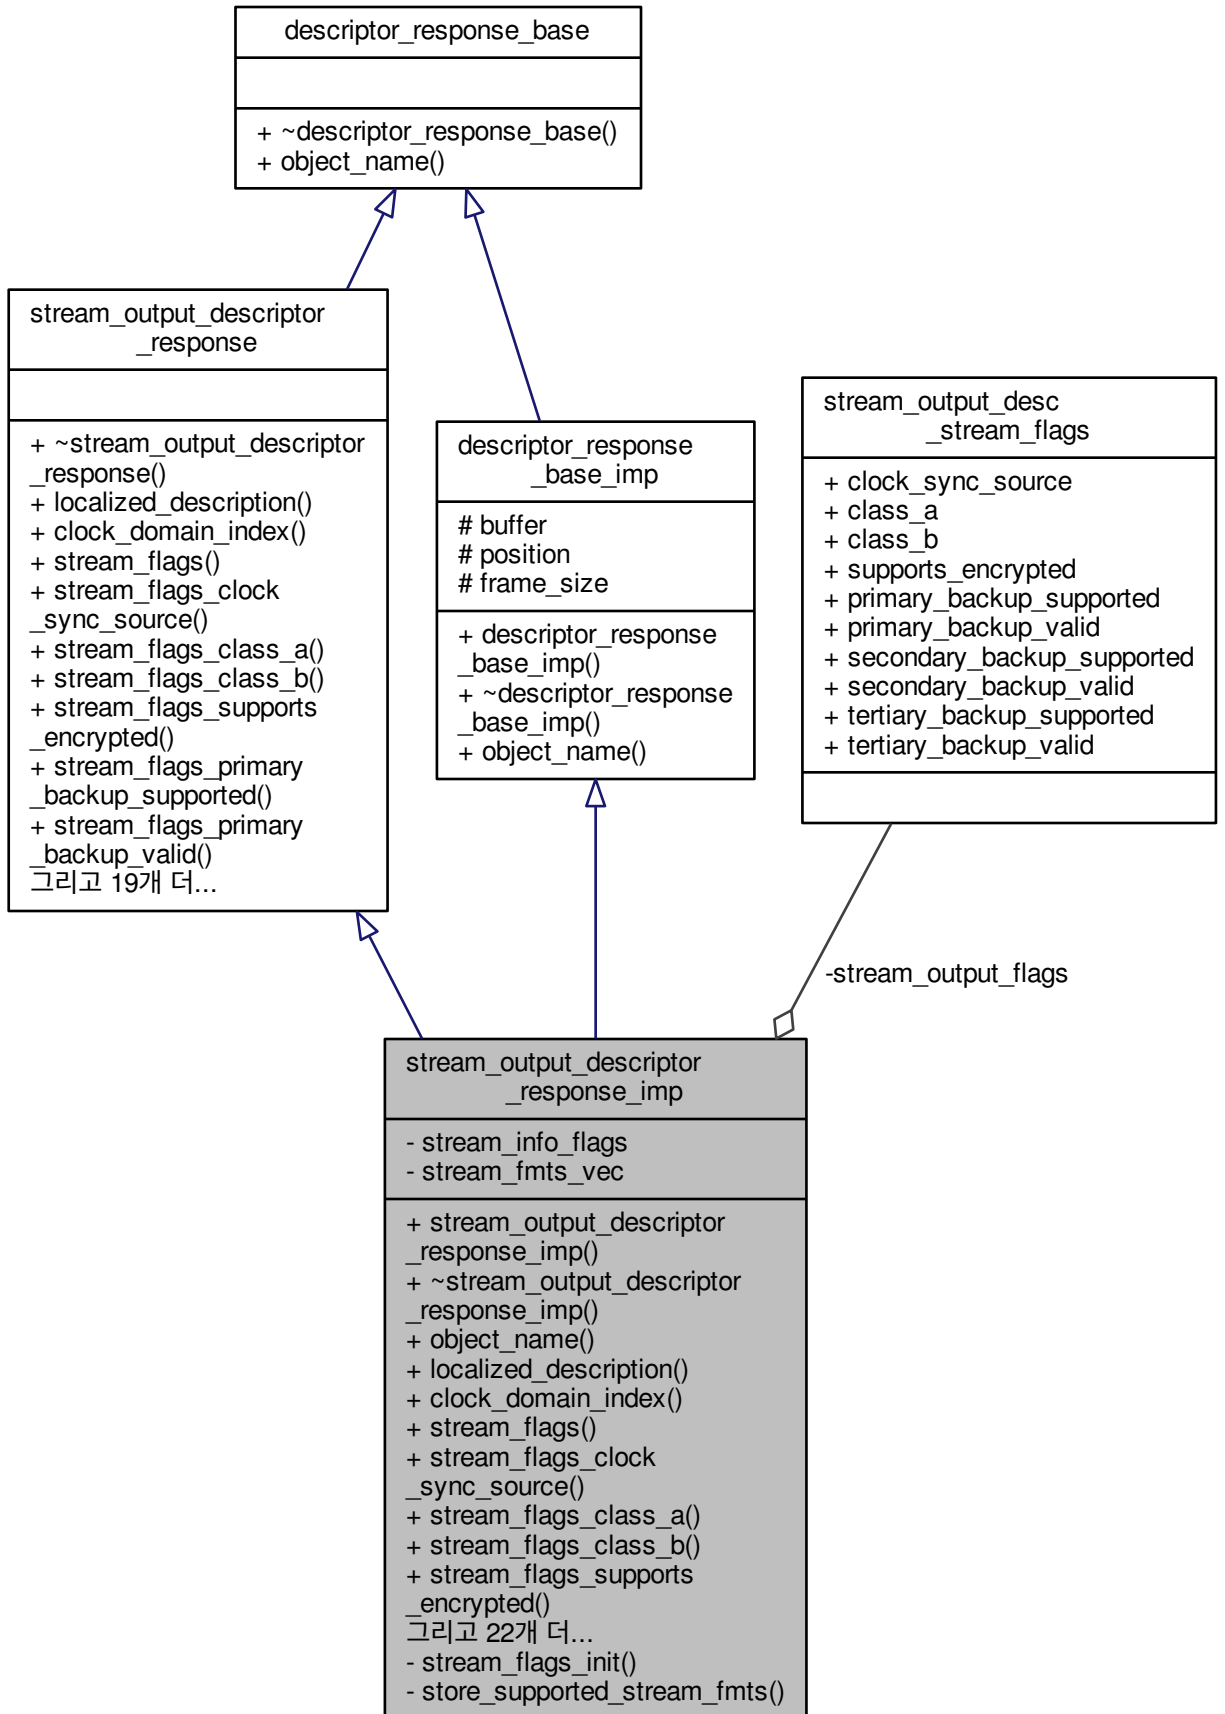 descriptor_response_base
+ ~descriptor_response_base()
+ object_name()
stream_output_descriptor
_response
+ ~stream_output_descriptor
_response()
+ localized_description()
+ clock_domain_index()
+ stream_flags()
+ stream_flags_clock
_sync_source()
+ stream_flags_class_a()
+ stream_flags_class_b()
+ stream_flags_supports
_encrypted()
+ stream_flags_primary
_backup_supported()
+ stream_flags_primary
_backup_valid()
그리고 19개 더...
descriptor_response
_base_imp
# buffer
# position
# frame_size
+ descriptor_response
_base_imp()
+ ~descriptor_response
_base_imp()
+ object_name()
stream_output_desc
_stream_flags
+ clock_sync_source
+ class_a
+ class_b
+ supports_encrypted
+ primary_backup_supported
+ primary_backup_valid
+ secondary_backup_supported
+ secondary_backup_valid
+ tertiary_backup_supported
+ tertiary_backup_valid
-stream_output_flags
stream_output_descriptor
_response_imp
- stream_info_flags
- stream_fmts_vec
+ stream_output_descriptor
_response_imp()
+ ~stream_output_descriptor
_response_imp()
+ object_name()
+ localized_description()
+ clock_domain_index()
+ stream_flags()
+ stream_flags_clock
_sync_source()
+ stream_flags_class_a()
+ stream_flags_class_b()
+ stream_flags_supports
_encrypted()
그리고 22개 더...
- stream_flags_init()
- store_supported_stream_fmts()